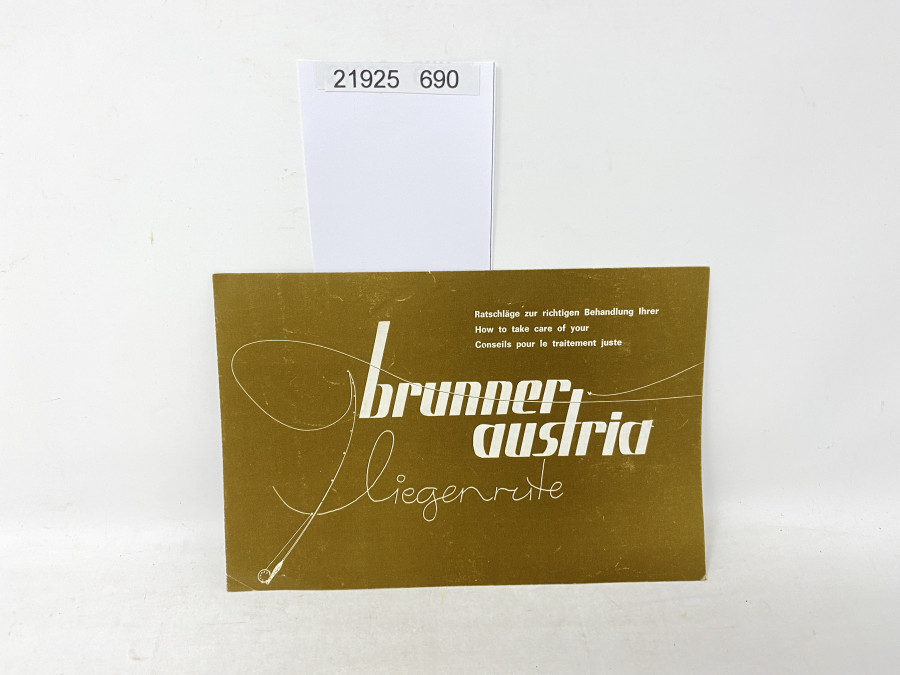 21925 690
Ratschläge zur richtigen Behandlung Ihrer
How to take care of your
Conseils pour le traitement juste
brunner
austria
fliegenrute